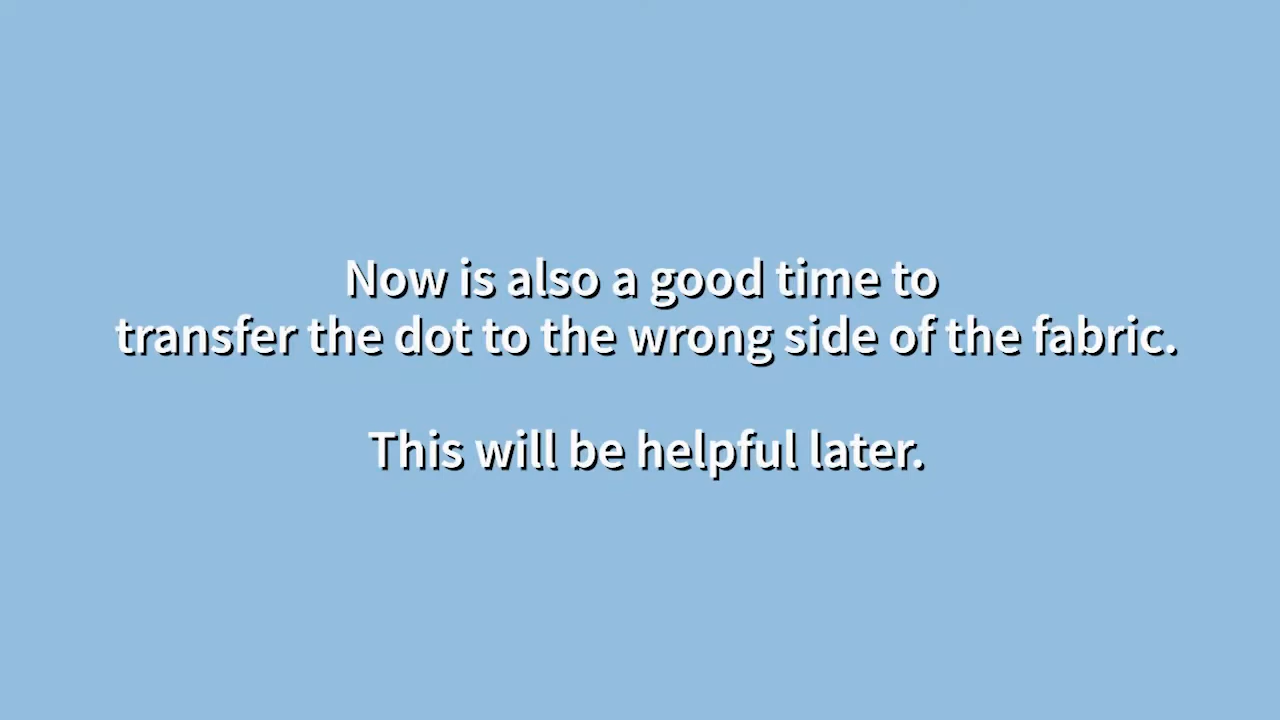 Now is also a good time to
transfer the dot to the wrong side of the fabric.
This will be helpful later.